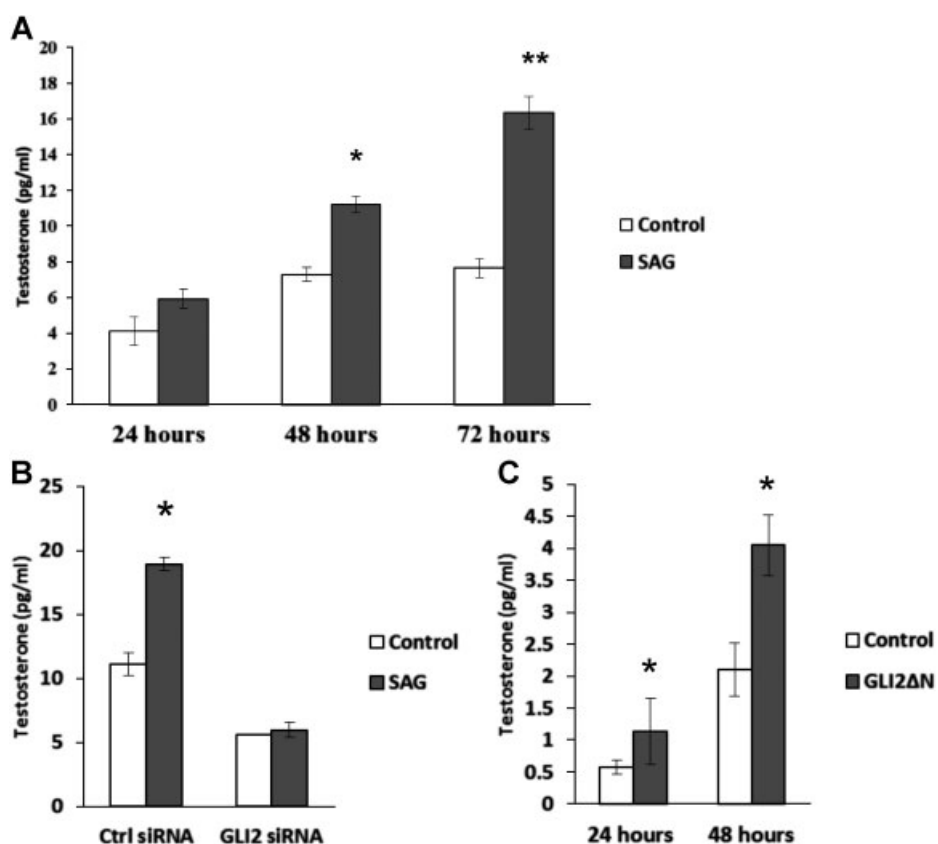 A
20
18
16
14
12
10
8
6
4
2
0
Testosterone (pg/ml)
*
**
Control
SAG
24 hours 48 hours 72 hours
B
25
20
15
10
5
0
Testosterone (pg/ml)
*
Control
SAG
Ctrl siRNA GLI2 siRNA
C
5
4.5
4
3.5
3
2.5
2
1.5
1
0.5
0
Testosterone (pg/ml)
*
*
Control
GLI2ΔN
24 hours 48 hours